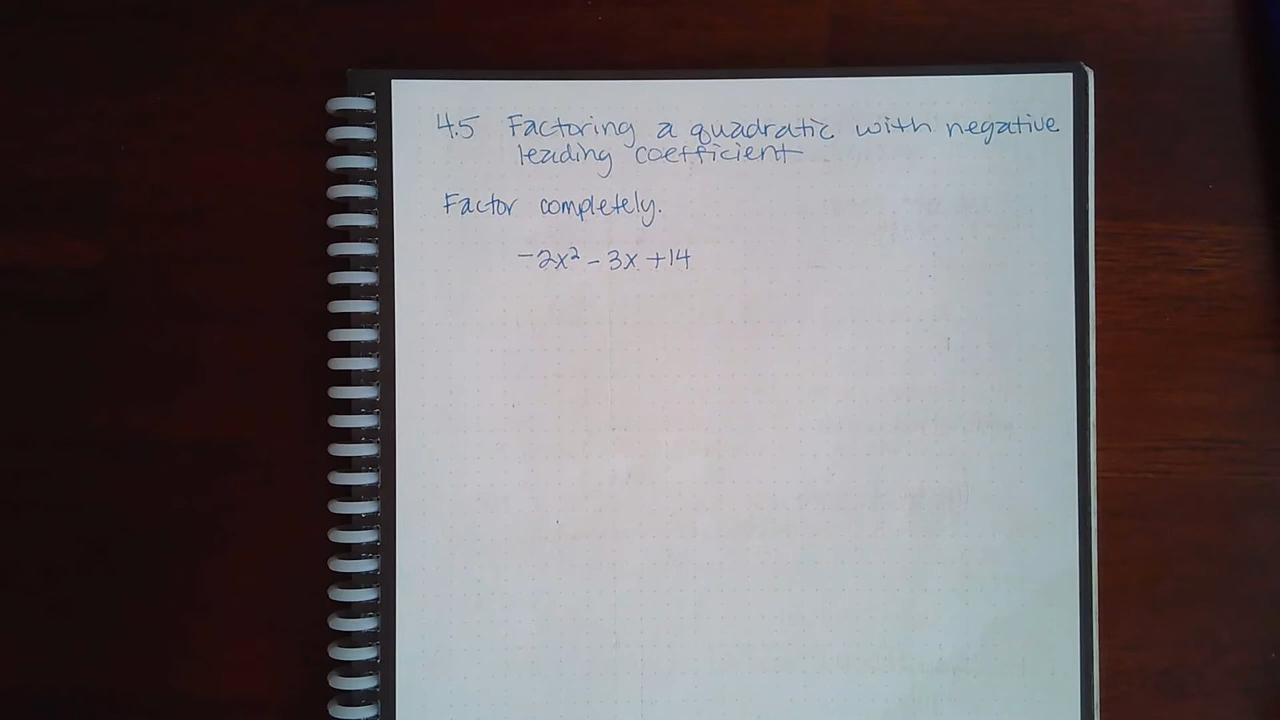 4.5 Factoring a quadratic with negative
leading coefficient
Factor completely.
-2x² - 3x + 14